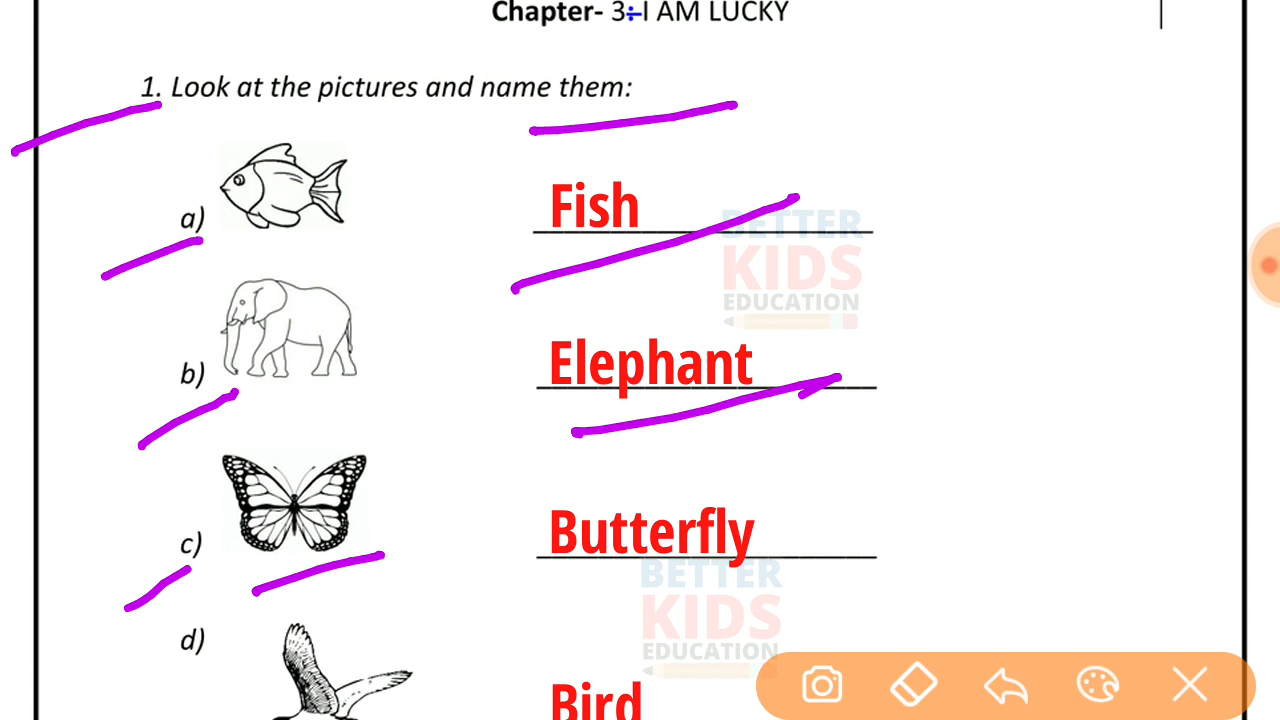 Chapter- 3:-I AM LUCKY
1. Look at the pictures and name them:
a) Fish
BETTER
KIDS
EDUCATION
b) Elephant
c) Butterfly
BETTER
KIDS
EDUCATION
d) Bird